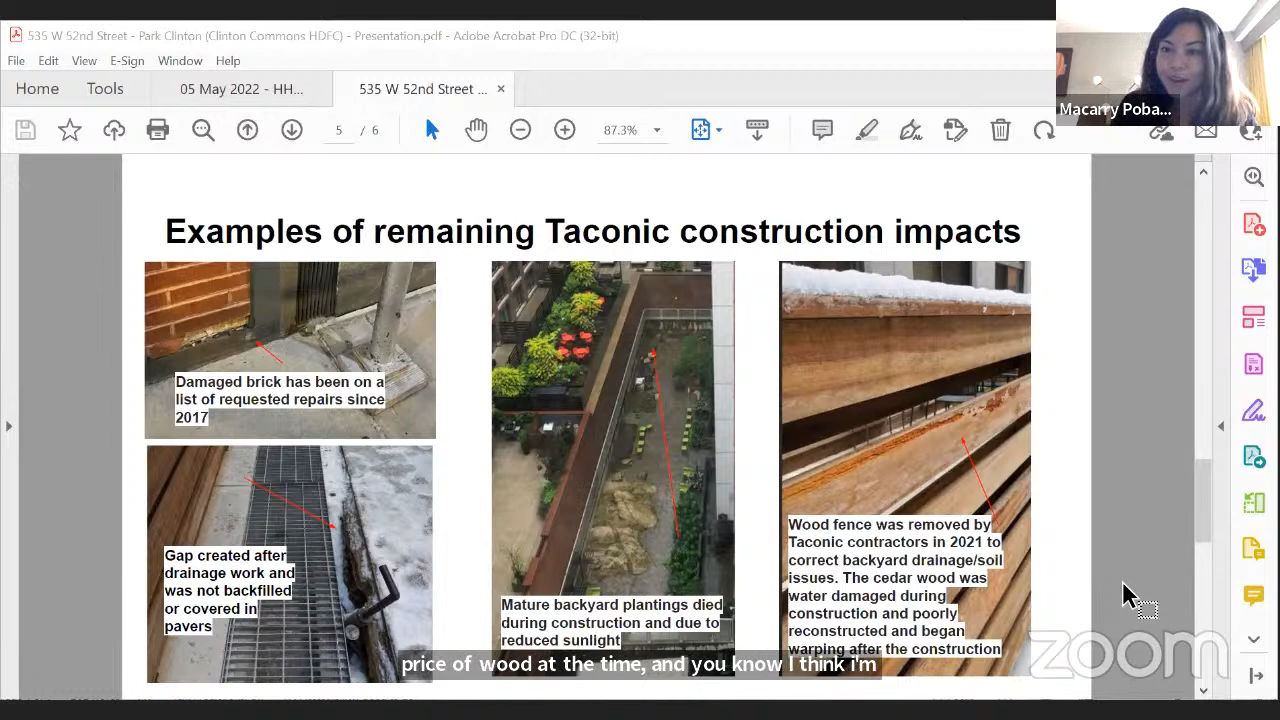 535 W 52nd Street - Park Clinton (Clinton Commons HDFC) - Presentation.pdf - Adobe Acrobat Pro DC (32-bit)
File Edit View E-Sign Window Help
Home Tools 05 May 2022 - HH... 535 W 52nd Street ... ×
5 / 6 87.3%
Macarry Poba...
Examples of remaining Taconic construction impacts
Damaged brick has been on a
list of requested repairs since
2017
Gap created after
drainage work and
was not backfilled
or covered in
pavers
Mature backyard plantings died
during construction and due to
reduced sunlight
Wood fence was removed by
Taconic contractors in 2021 to
correct backyard drainage/soil
issues. The cedar wood was
water damaged during
construction and poorly
reconstructed and began
warping after the construction
price of wood at the time, and you know I think i'm
zoom